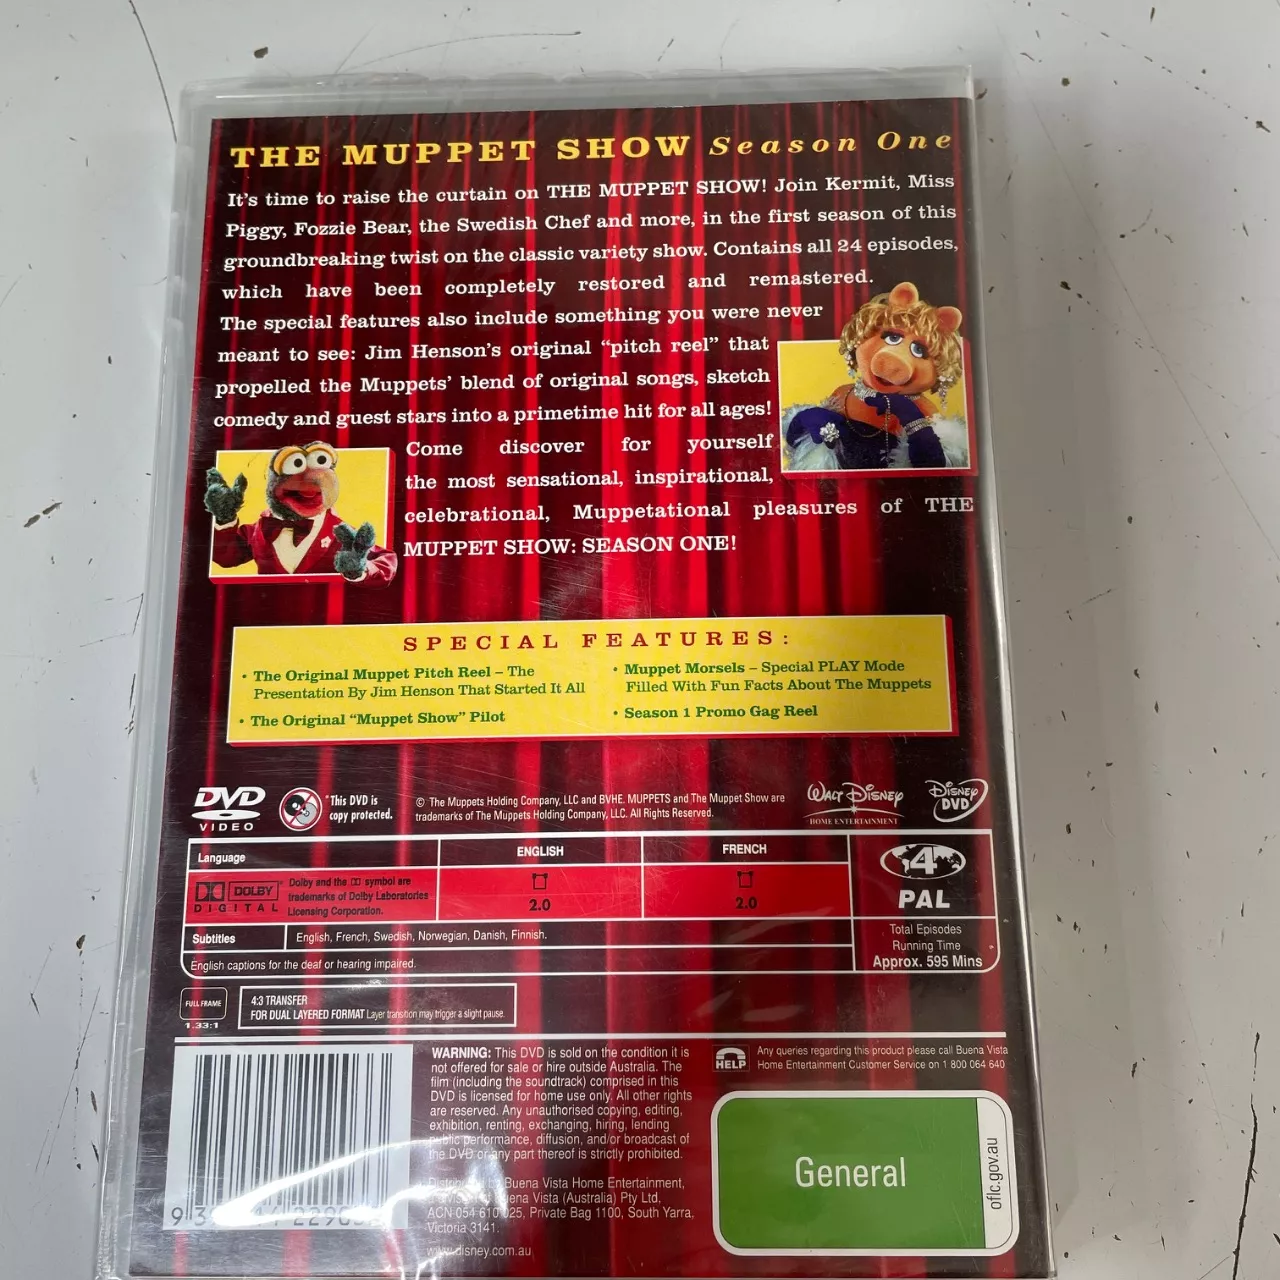 THE MUPPET SHOW Season One
It's time to raise the curtain on THE MUPPET SHOW! Join Kermit, Miss
Piggy, Fozzie Bear, the Swedish Chef and more, in the first season of this
groundbreaking twist on the classic variety show. Contains all 24 episodes,
which have been completely restored and remastered.
The special features also include something you were never
meant to see: Jim Henson's original "pitch reel" that
propelled the Muppets' blend of original songs, sketch
comedy and guest stars into a primetime hit for all ages!
Come discover for yourself
the most sensational, inspirational,
celebrational, Muppetational pleasures of THE
MUPPET SHOW: SEASON ONE!
SPECIAL FEATURES:
• The Original Muppet Pitch Reel – The
Presentation By Jim Henson That Started It All
• The Original "Muppet Show" Pilot
• Muppet Morsels – Special PLAY Mode
Filled With Fun Facts About The Muppets
• Season 1 Promo Gag Reel
DVD
VIDEO
This DVD is
copy protected.
© The Muppets Holding Company, LLC and BVHE. MUPPETS and The Muppet Show are
trademarks of The Muppets Holding Company, LLC. All Rights Reserved.
WALT DISNEY
HOME ENTERTAINMENT
DISNEY
DVD
Language
ENGLISH
FRENCH
DOLBY
DIGITAL
Dolby and the symbol are
trademarks of Dolby Laboratories
Licensing Corporation.
2.0
2.0
4
PAL
Subtitles
English, French, Swedish, Norwegian, Danish, Finnish.
English captions for the deaf or hearing impaired.
Total Episodes
Running Time
Approx. 595 Mins
FULL FRAME
1.33:1
4:3 TRANSFER
FOR DUAL LAYERED FORMAT Layer transition may trigger a slight pause.
WARNING: This DVD is sold on the condition it is
not offered for sale or hire outside Australia. The
film (including the soundtrack) comprised in this
DVD is licensed for home use only. All other rights
are reserved. Any unauthorised copying, editing,
exhibition, renting, exchanging, hiring, lending
public performance, diffusion, and/or broadcast of
the DVD or any part thereof is strictly prohibited.
Distributed by Buena Vista Home Entertainment,
Buena Vista (Australia) Pty Ltd,
ACN 054 610 025, Private Bag 1100, South Yarra,
Victoria 3141.
www.disney.com.au
HELP
Any queries regarding this product please call Buena Vista
Home Entertainment Customer Service on 1 800 064 640
General
oflc.gov.au